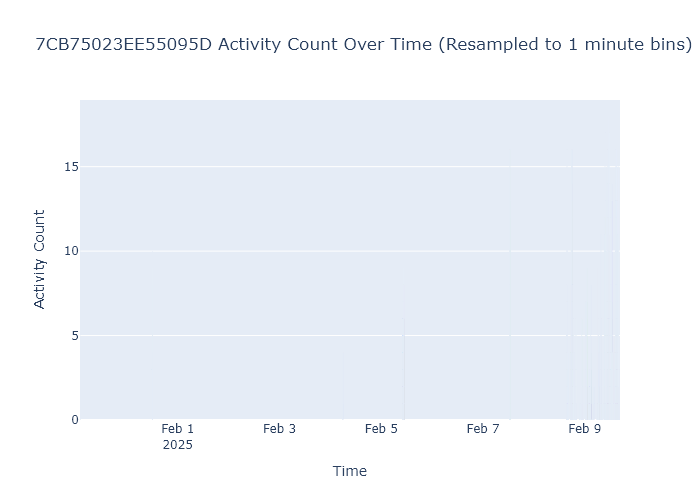 7CB75023EE55095D Activity Count Over Time (Resampled to 1 minute bins)
15
10
5
0
Activity Count
Feb 1
2025
Feb 3
Feb 5
Feb 7
Feb 9
Time